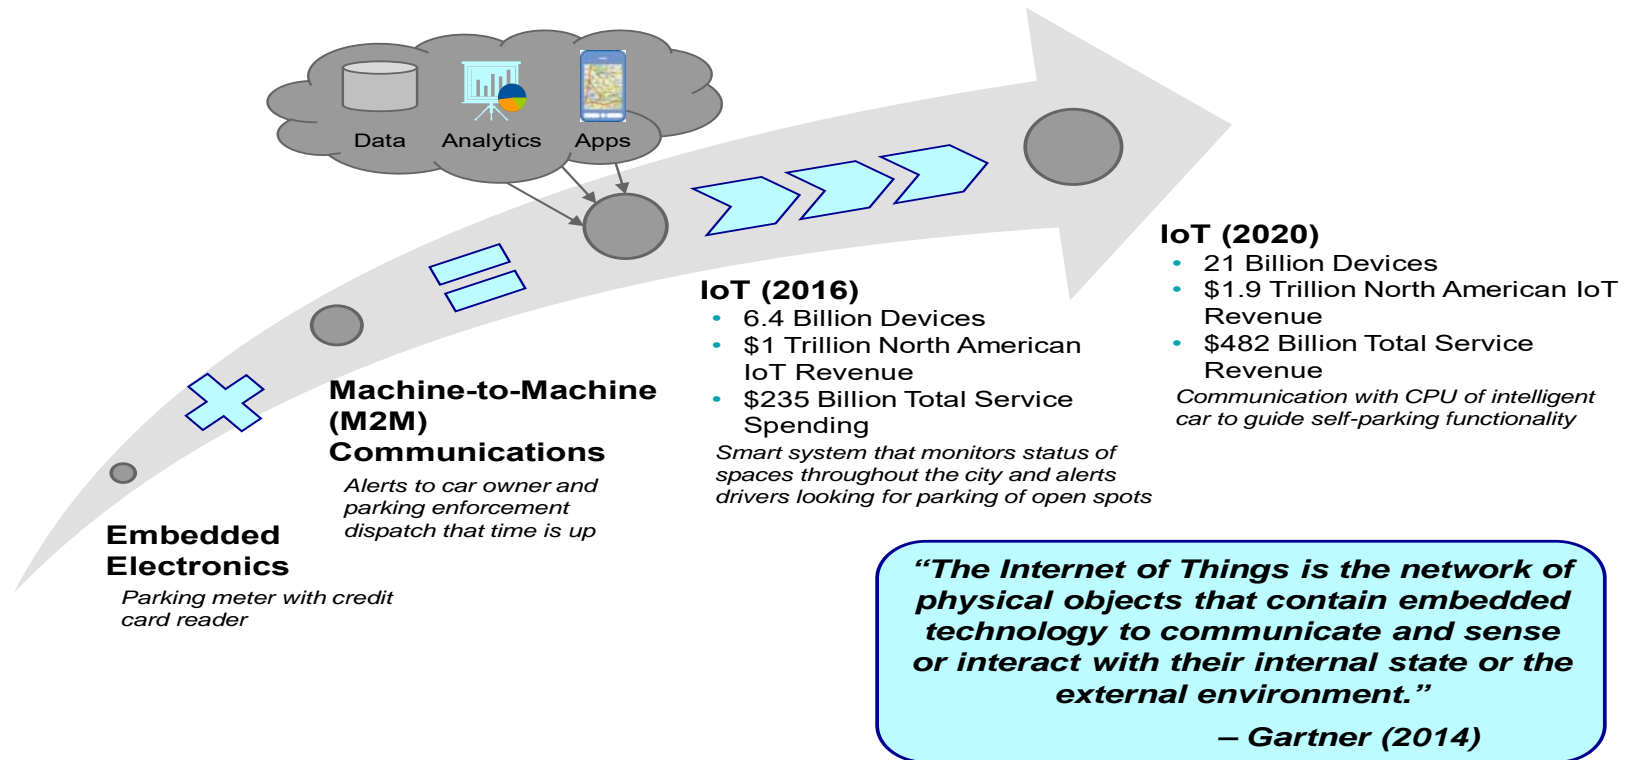 Data
Analytics
Apps
Embedded
Electronics
Parking meter with credit
card reader
Machine-to-Machine
(M2M)
Communications
Alerts to car owner and
parking enforcement
dispatch that time is up
IoT (2016)
• 6.4 Billion Devices
• $1 Trillion North American
IoT Revenue
• $235 Billion Total Service
Spending
Smart system that monitors status of
spaces throughout the city and alerts
drivers looking for parking of open spots
IoT (2020)
• 21 Billion Devices
• $1.9 Trillion North American IoT
Revenue
• $482 Billion Total Service
Revenue
Communication with CPU of intelligent
car to guide self-parking functionality
“The Internet of Things is the network of
physical objects that contain embedded
technology to communicate and sense
or interact with their internal state or the
external environment.”
– Gartner (2014)